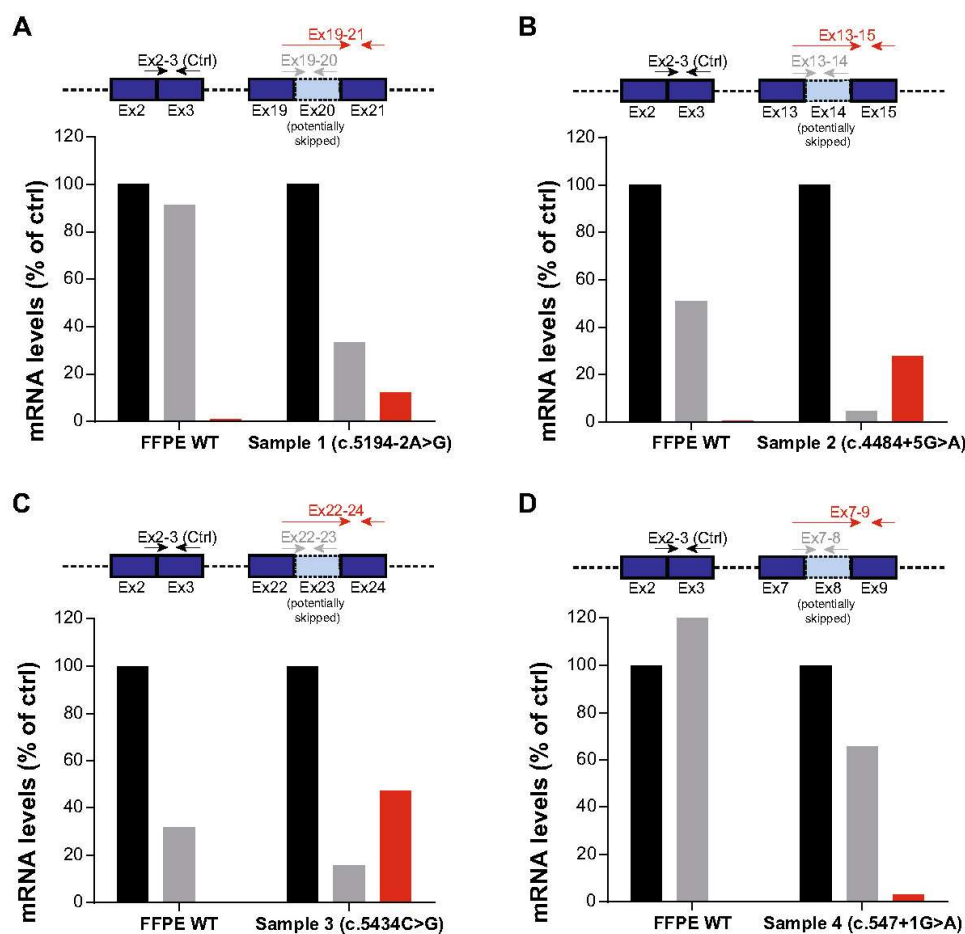 A
Ex19-21
Ex2-3 (Ctrl)
Ex19-20
Ex2 Ex3 Ex19 Ex20 Ex21
(potentially
skipped)
mRNA levels (% of ctrl)
120
100
80
60
40
20
0
FFPE WT Sample 1 (c.5194-2A>G)
B
Ex13-15
Ex2-3 (Ctrl)
Ex13-14
Ex2 Ex3 Ex13 Ex14 Ex15
(potentially
skipped)
mRNA levels (% of ctrl)
120
100
80
60
40
20
0
FFPE WT Sample 2 (c.4484+5G>A)
C
Ex22-24
Ex2-3 (Ctrl)
Ex22-23
Ex2 Ex3 Ex22 Ex23 Ex24
(potentially
skipped)
mRNA levels (% of ctrl)
120
100
80
60
40
20
0
FFPE WT Sample 3 (c.5434C>G)
D
Ex7-9
Ex2-3 (Ctrl)
Ex7-8
Ex2 Ex3 Ex7 Ex8 Ex9
(potentially
skipped)
mRNA levels (% of ctrl)
120
100
80
60
40
20
0
FFPE WT Sample 4 (c.547+1G>A)